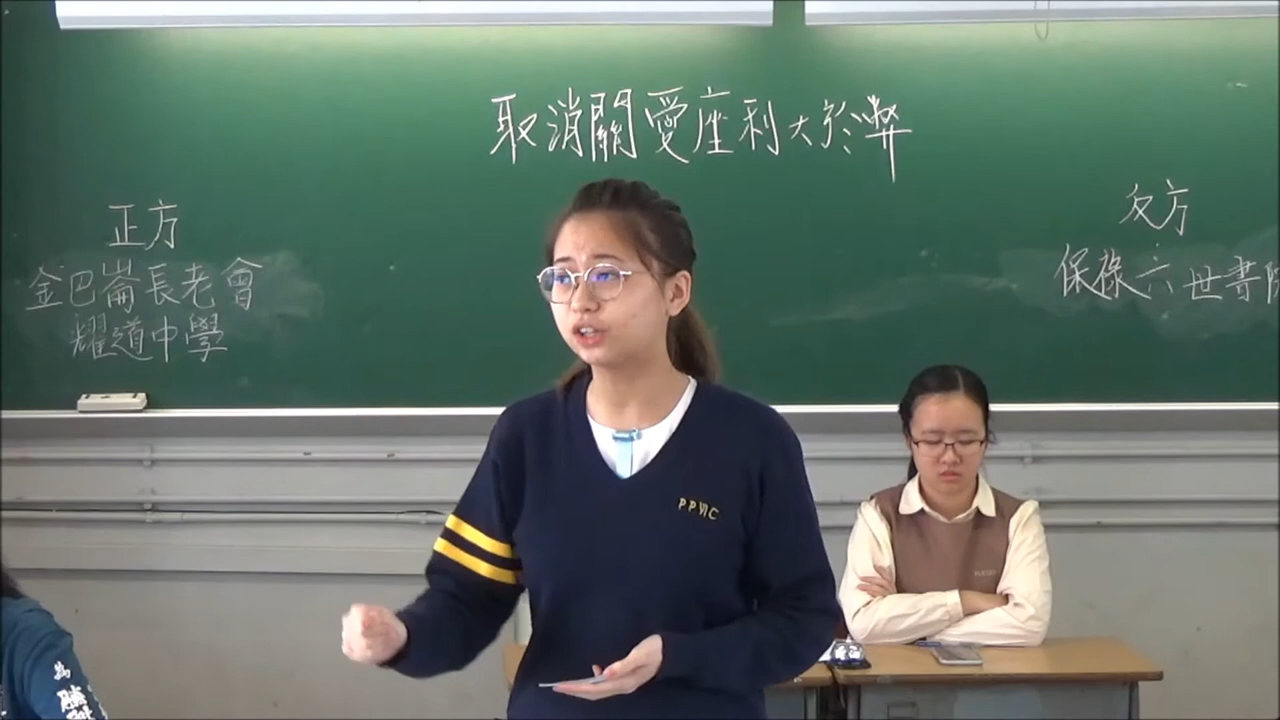 取消關愛座利大於弊
正方
金巴崙長老會
耀道中學
反方
保祿六世書院
PPVIC